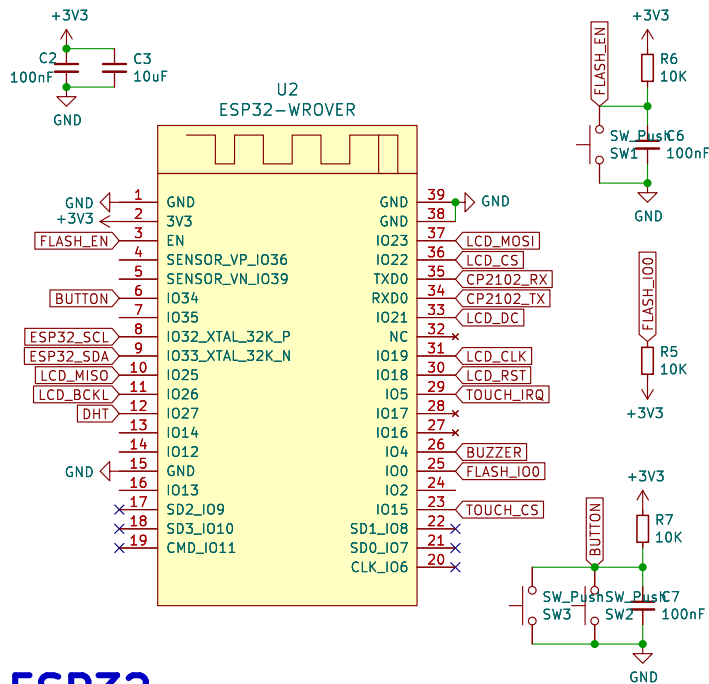 +3V3
C2
100nF
C3
10uF
GND
U2
ESP32-WROVER
GND 1 GND
+3V3 2 3V3
FLASH_EN 3 EN
4 SENSOR_VP_IO36
5 SENSOR_VN_IO39
BUTTON 6 IO34
7 IO35
ESP32_SCL 8 IO32_XTAL_32K_P
ESP32_SDA 9 IO33_XTAL_32K_N
LCD_MISO 10 IO25
LCD_BCKL 11 IO26
DHT 12 IO27
13 IO14
14 IO12
GND 15 GND
16 IO13
17 SD2_IO9
18 SD3_IO10
19 CMD_IO11
GND 39 GND
GND 38
IO23 37 LCD_MOSI
IO22 36 LCD_CS
TXD0 35 CP2102_RX
RXD0 34 CP2102_TX
IO21 33 LCD_DC
NC 32
IO19 31 LCD_CLK
IO18 30 LCD_RST
IO5 29 TOUCH_IRQ
IO17 28
IO16 27
IO4 26 BUZZER
IO0 25 FLASH_IO0
IO2 24
IO15 23 TOUCH_CS
SD1_IO8 22
SD0_IO7 21
CLK_IO6 20
+3V3
FLASH_EN
R6
10K
SW_Push
SW1
C6
100nF
GND
FLASH_IO0
R5
10K
+3V3
+3V3
BUTTON
R7
10K
SW_Push
SW3
SW_Push
SW2
C7
100nF
GND
ESP32